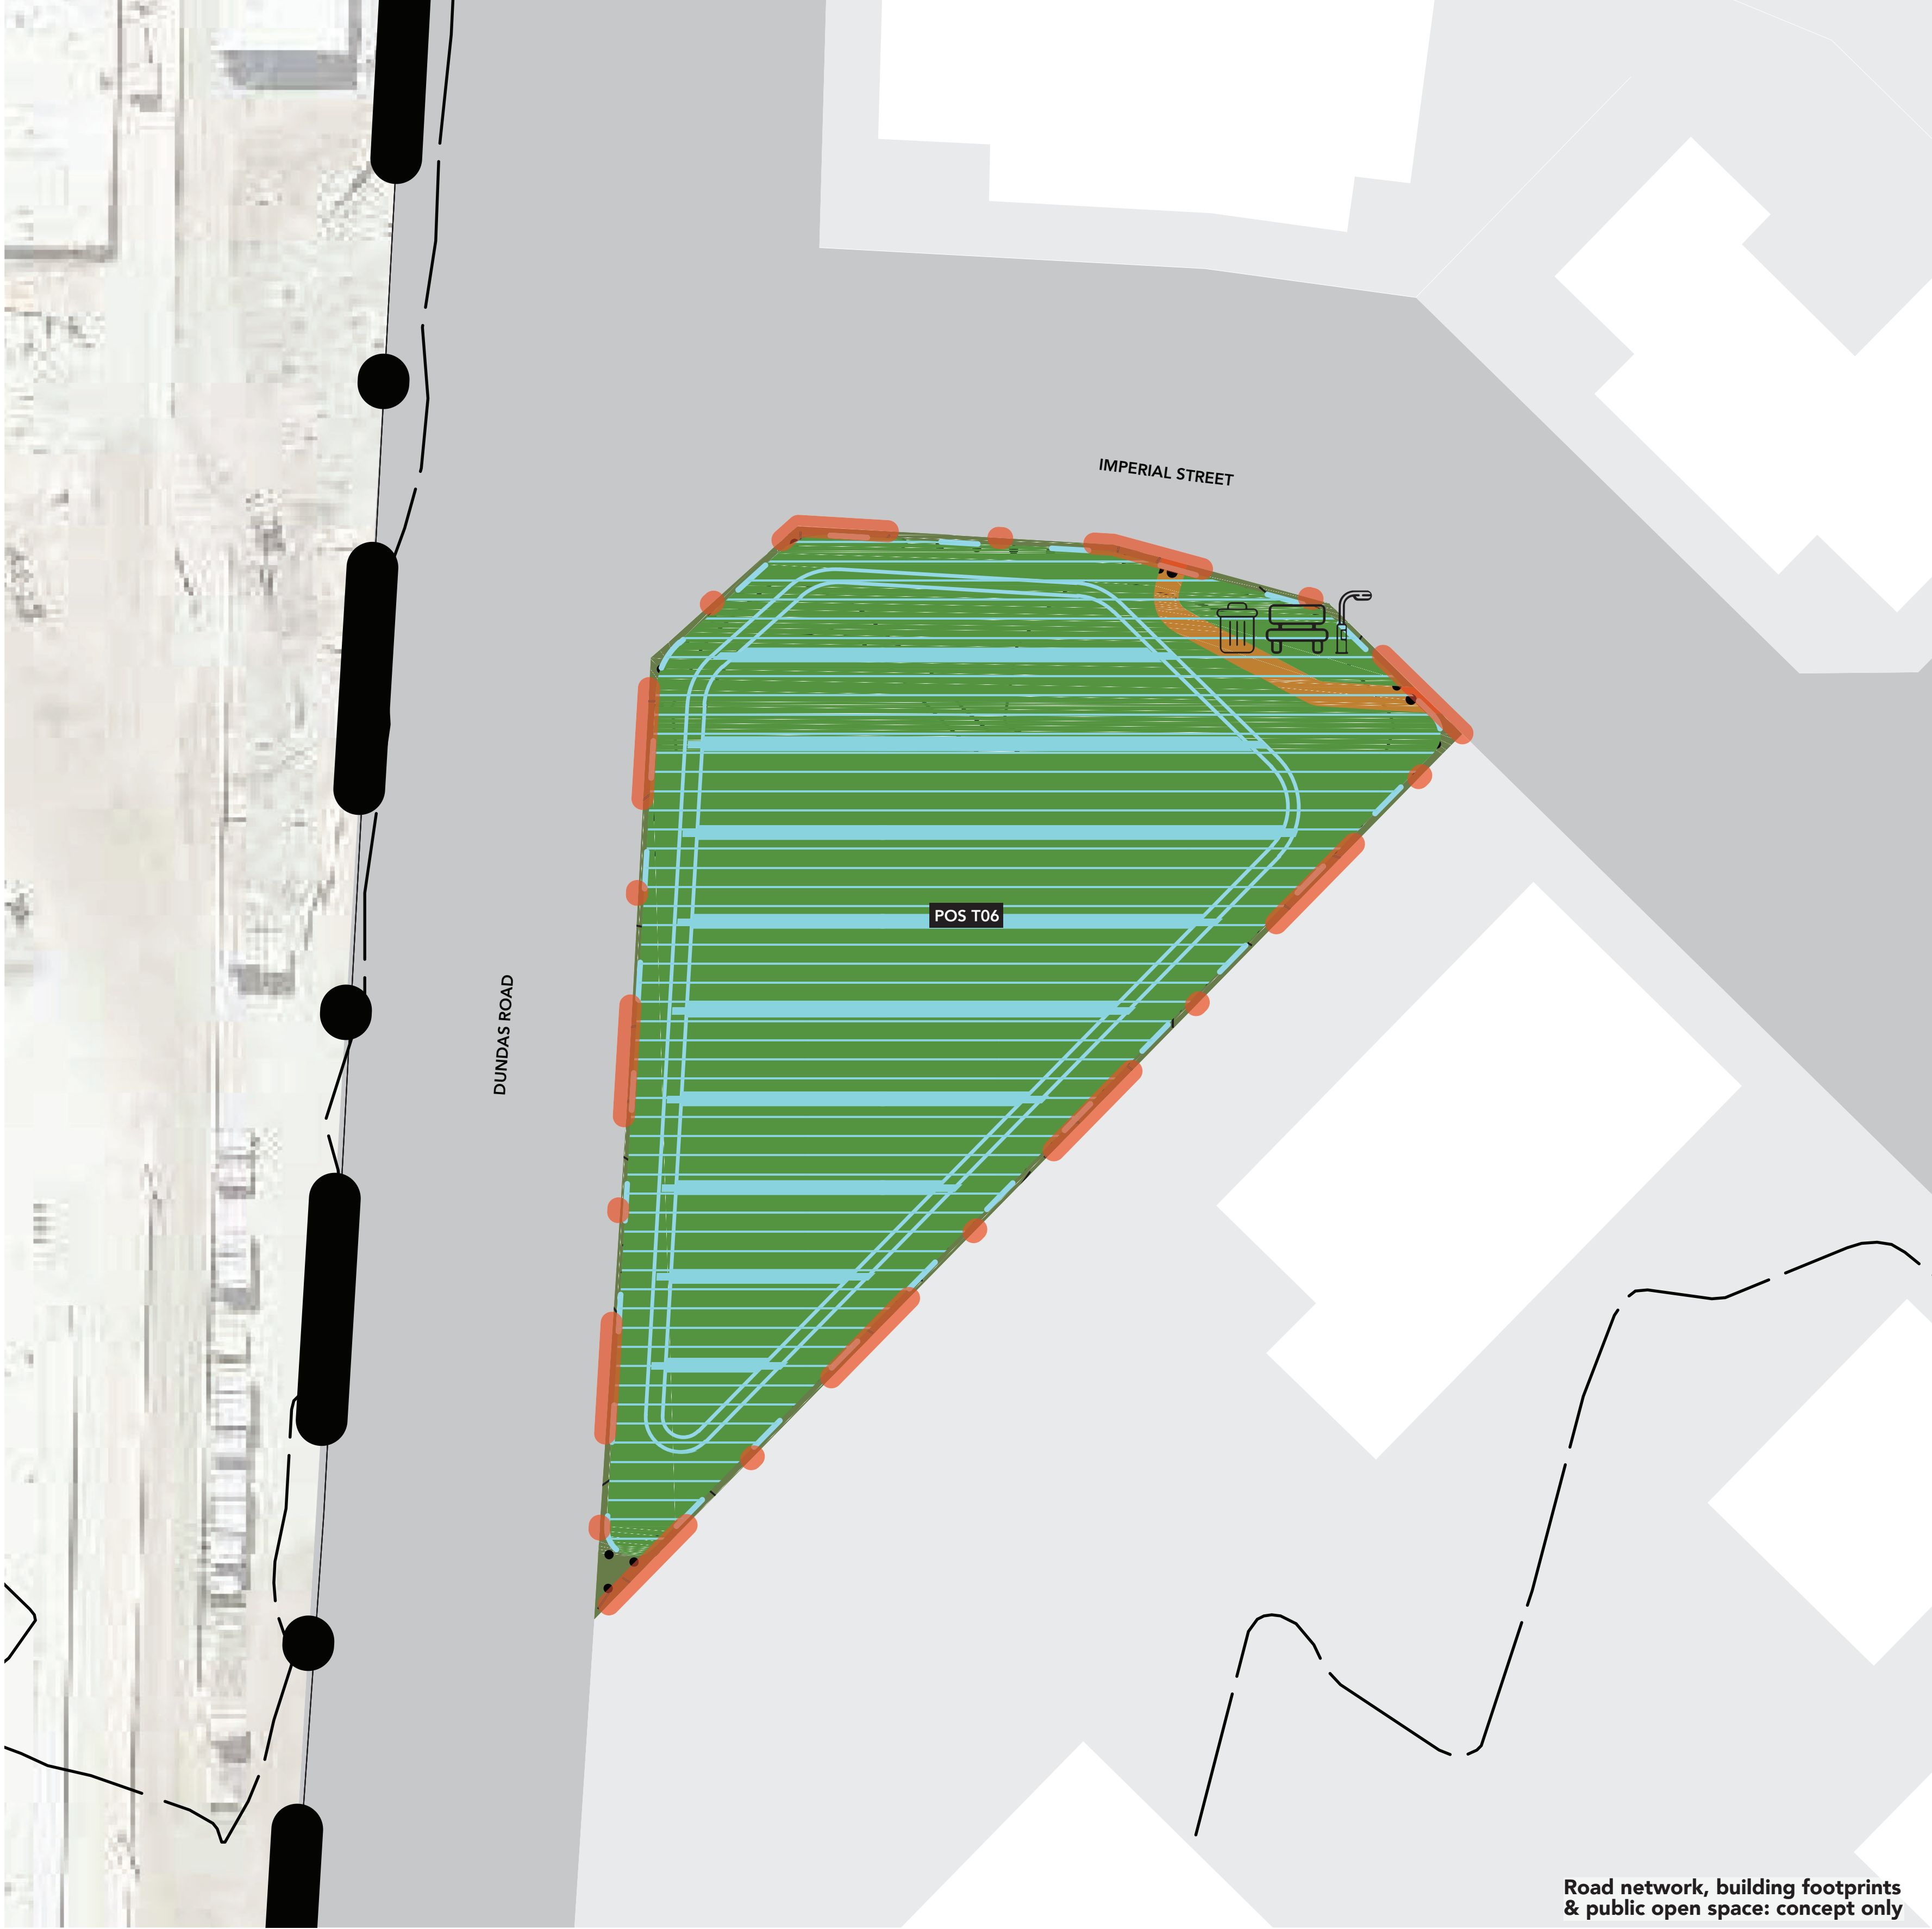 IMPERIAL STREET
POS T06
DUNDAS ROAD
Road network, building footprints
& public open space: concept only